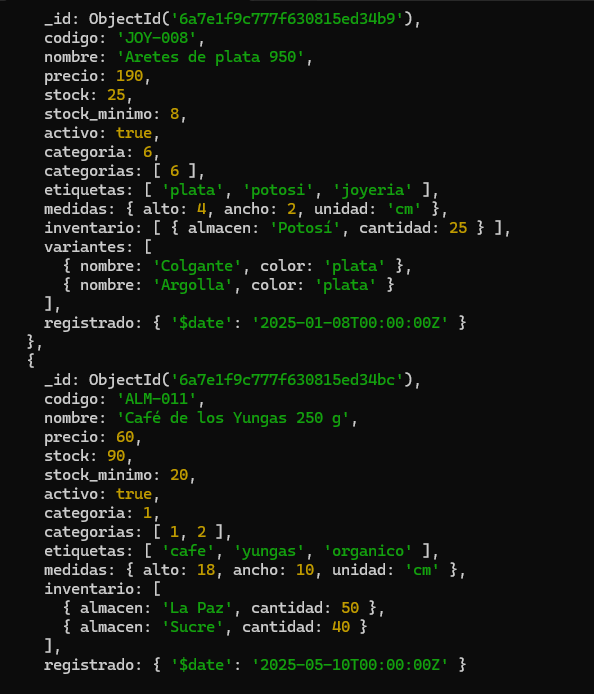 _id: ObjectId('6a7e1f9c777f630815ed34b9'),
codigo: 'JOY-008',
nombre: 'Aretes de plata 950',
precio: 190,
stock: 25,
stock_minimo: 8,
activo: true,
categoria: 6,
categorias: [ 6 ],
etiquetas: [ 'plata', 'potosi', 'joyeria' ],
medidas: { alto: 4, ancho: 2, unidad: 'cm' },
inventario: [ { almacen: 'Potosí', cantidad: 25 } ],
variantes: [
{ nombre: 'Colgante', color: 'plata' },
{ nombre: 'Argolla', color: 'plata' }
],
registrado: { '$date': '2025-01-08T00:00:00Z' }
},
{
_id: ObjectId('6a7e1f9c777f630815ed34bc'),
codigo: 'ALM-011',
nombre: 'Café de los Yungas 250 g',
precio: 60,
stock: 90,
stock_minimo: 20,
activo: true,
categoria: 1,
categorias: [ 1, 2 ],
etiquetas: [ 'cafe', 'yungas', 'organico' ],
medidas: { alto: 18, ancho: 10, unidad: 'cm' },
inventario: [
{ almacen: 'La Paz', cantidad: 50 },
{ almacen: 'Sucre', cantidad: 40 }
],
registrado: { '$date': '2025-05-10T00:00:00Z' }